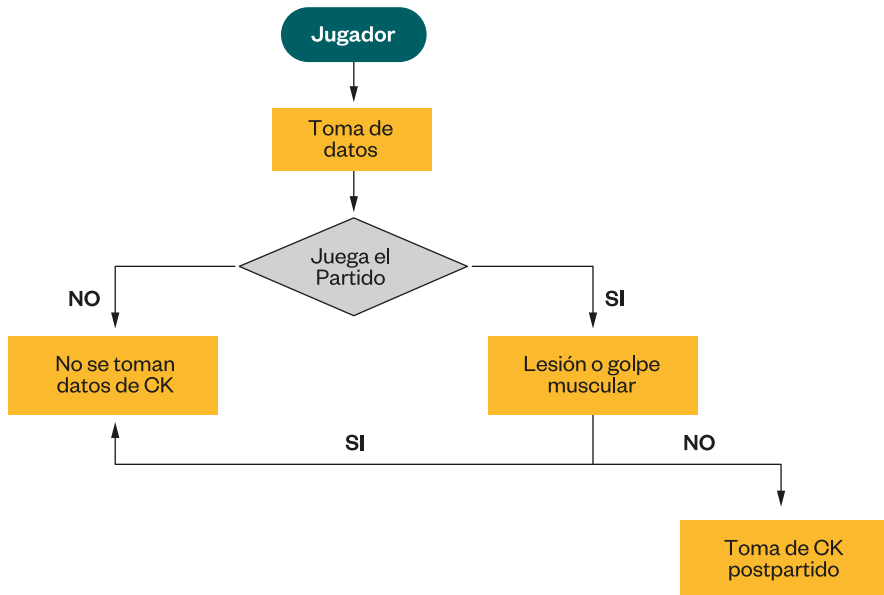 Jugador
Toma de
datos
Juega el
Partido
NO
SI
No se toman
datos de CK
Lesión o golpe
muscular
SI
NO
Toma de CK
postpartido